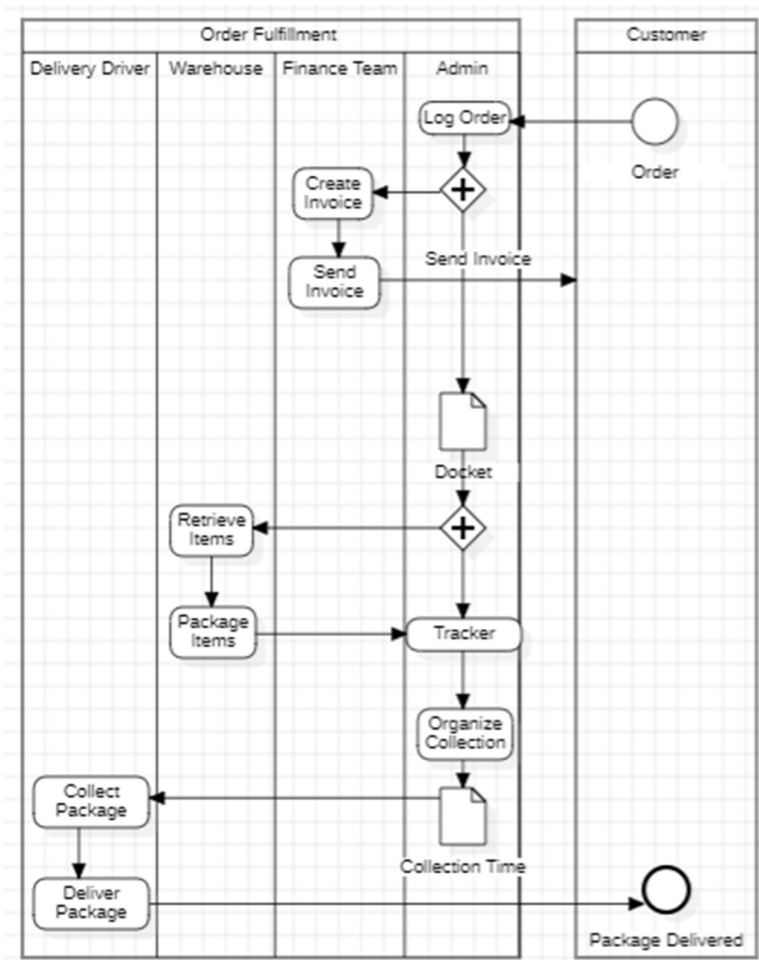 Order Fulfillment
Customer
Delivery Driver
Warehouse
Finance Team
Admin
Log Order
Order
Create
Invoice
Send Invoice
Send
Invoice
Docket
Retrieve
Items
Package
Items
Tracker
Organize
Collection
Collect
Package
Collection Time
Deliver
Package
Package Delivered